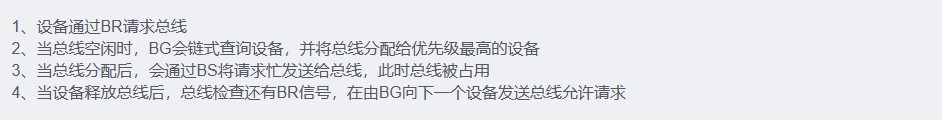 1、设备通过BR请求总线
2、当总线空闲时，BG会链式查询设备，并将总线分配给优先级最高的设备
3、当总线分配后，会通过BS将请求忙发送给总线，此时总线被占用
4、当设备释放总线后，总线检查还有BR信号，在由BG向下一个设备发送总线允许请求